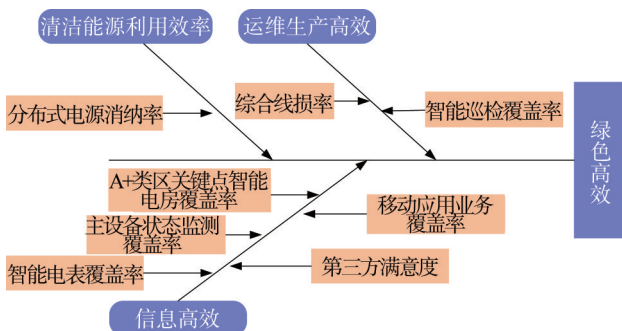 清洁能源利用效率
运维生产高效
分布式电源消纳率
综合线损率
智能巡检覆盖率
绿色高效
A+类区关键点智能
电房覆盖率
移动应用业务
覆盖率
主设备状态监测
覆盖率
智能电表覆盖率
第三方满意度
信息高效